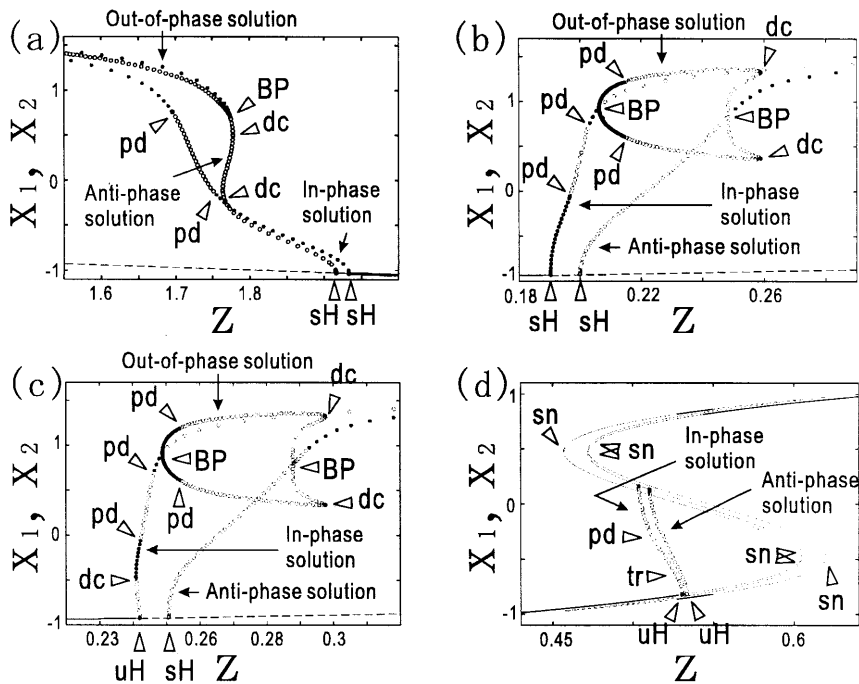 (a)
Out-of-phase solution
1
0
-1
X1, X2
BP
dc
pd
Anti-phase
solution
dc
In-phase
solution
pd
1.6
1.7
1.8
1.9
Z
sH
sH
(b)
Out-of-phase solution
dc
1
0
-1
X1, X2
pd
pd
BP
BP
pd
dc
pd
In-phase
solution
Anti-phase solution
0.18
0.22
0.26
Z
sH
sH
(c)
Out-of-phase solution
dc
1
0
-1
X1, X2
pd
pd
BP
BP
pd
dc
pd
In-phase
solution
dc
Anti-phase solution
0.23
0.26
0.3
Z
uH
sH
(d)
1
0
-1
X1, X2
sn
sn
In-phase
solution
Anti-phase
solution
pd
sn
tr
sn
uH
uH
0.45
0.6
Z